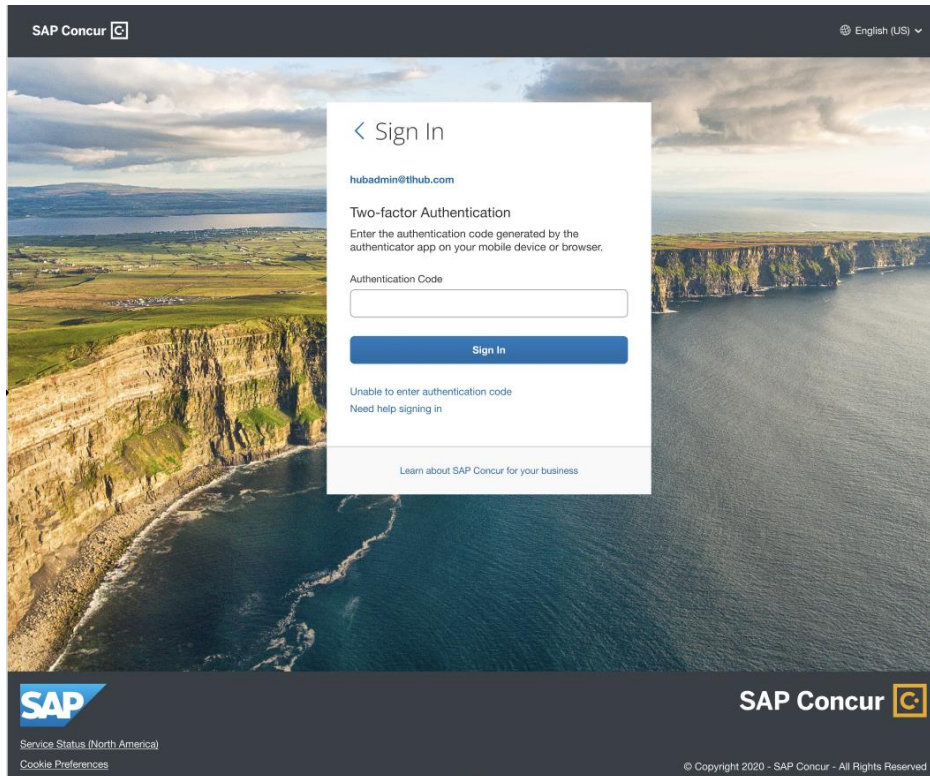 SAP Concur C
English (US)
Sign In
hubadmin@tlhub.com
Two-factor Authentication
Enter the authentication code generated by the
authenticator app on your mobile device or browser.
Authentication Code
Sign In
Unable to enter authentication code
Need help signing in
Learn about SAP Concur for your business
SAP
SAP Concur C
Service Status (North America)
Cookie Preferences
© Copyright 2020 - SAP Concur - All Rights Reserved